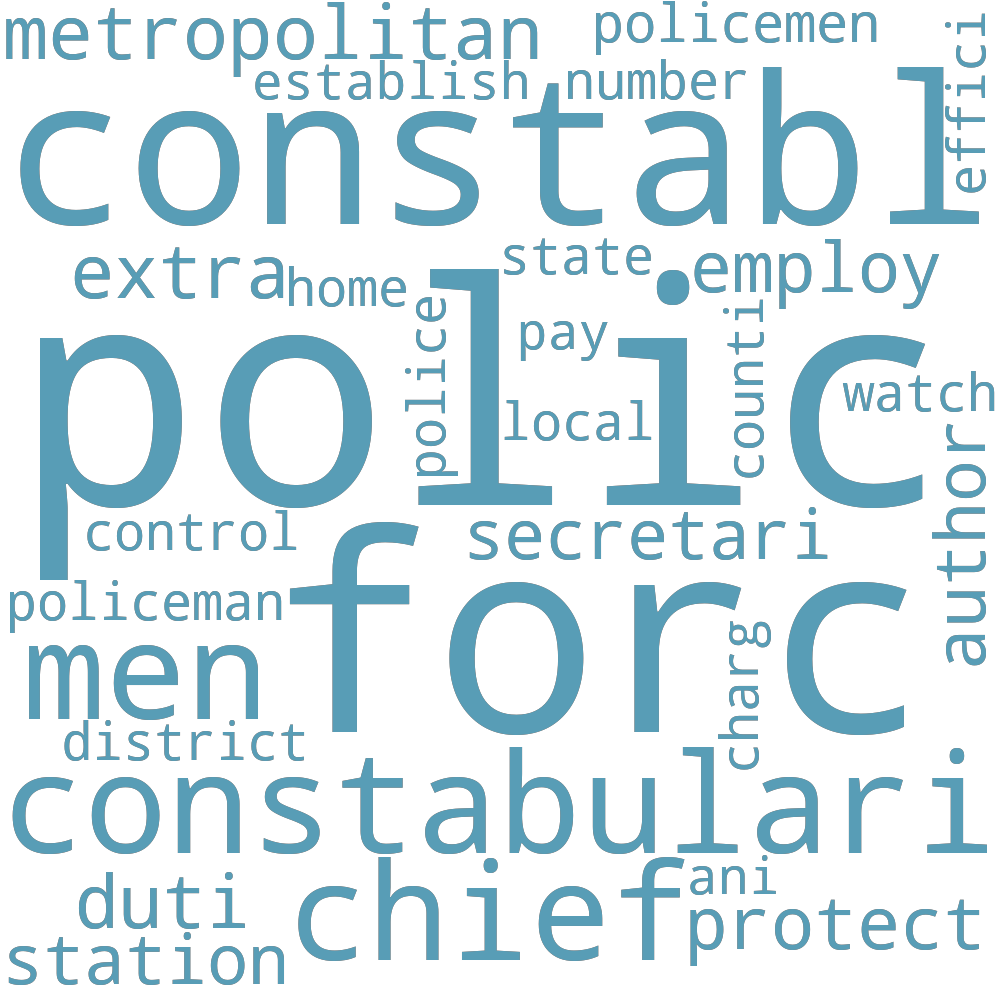 metropolitan policemen
establish number
effici
constabl
extra home state employ
police pay counti
watch
local
polic
author
control secretari
policeman
forc
men
charg
district
constabulari
chief
ani
duti protect
station